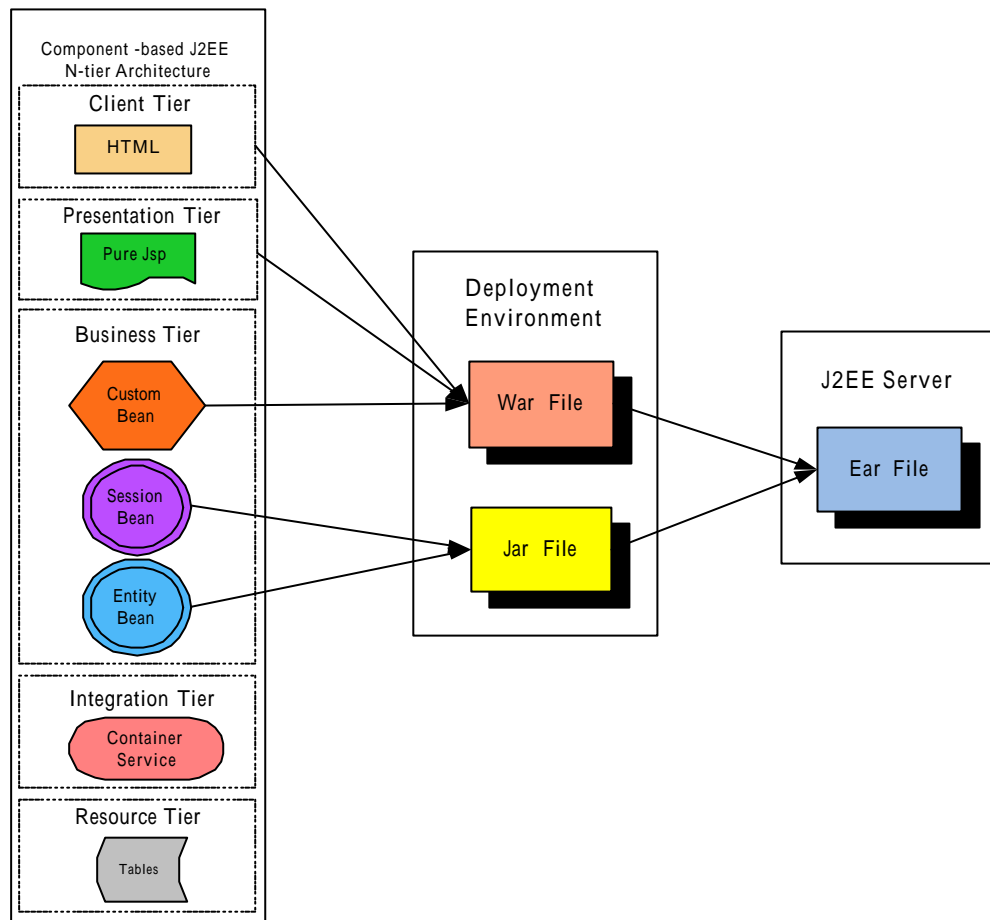 Component -based J2EE
N-tier Architecture
Client Tier
HTML
Presentation Tier
Pure Jsp
Business Tier
Custom
Bean
Session
Bean
Entity
Bean
Integration Tier
Container
Service
Resource Tier
Tables
Deployment
Environment
War File
Jar File
J2EE Server
Ear File